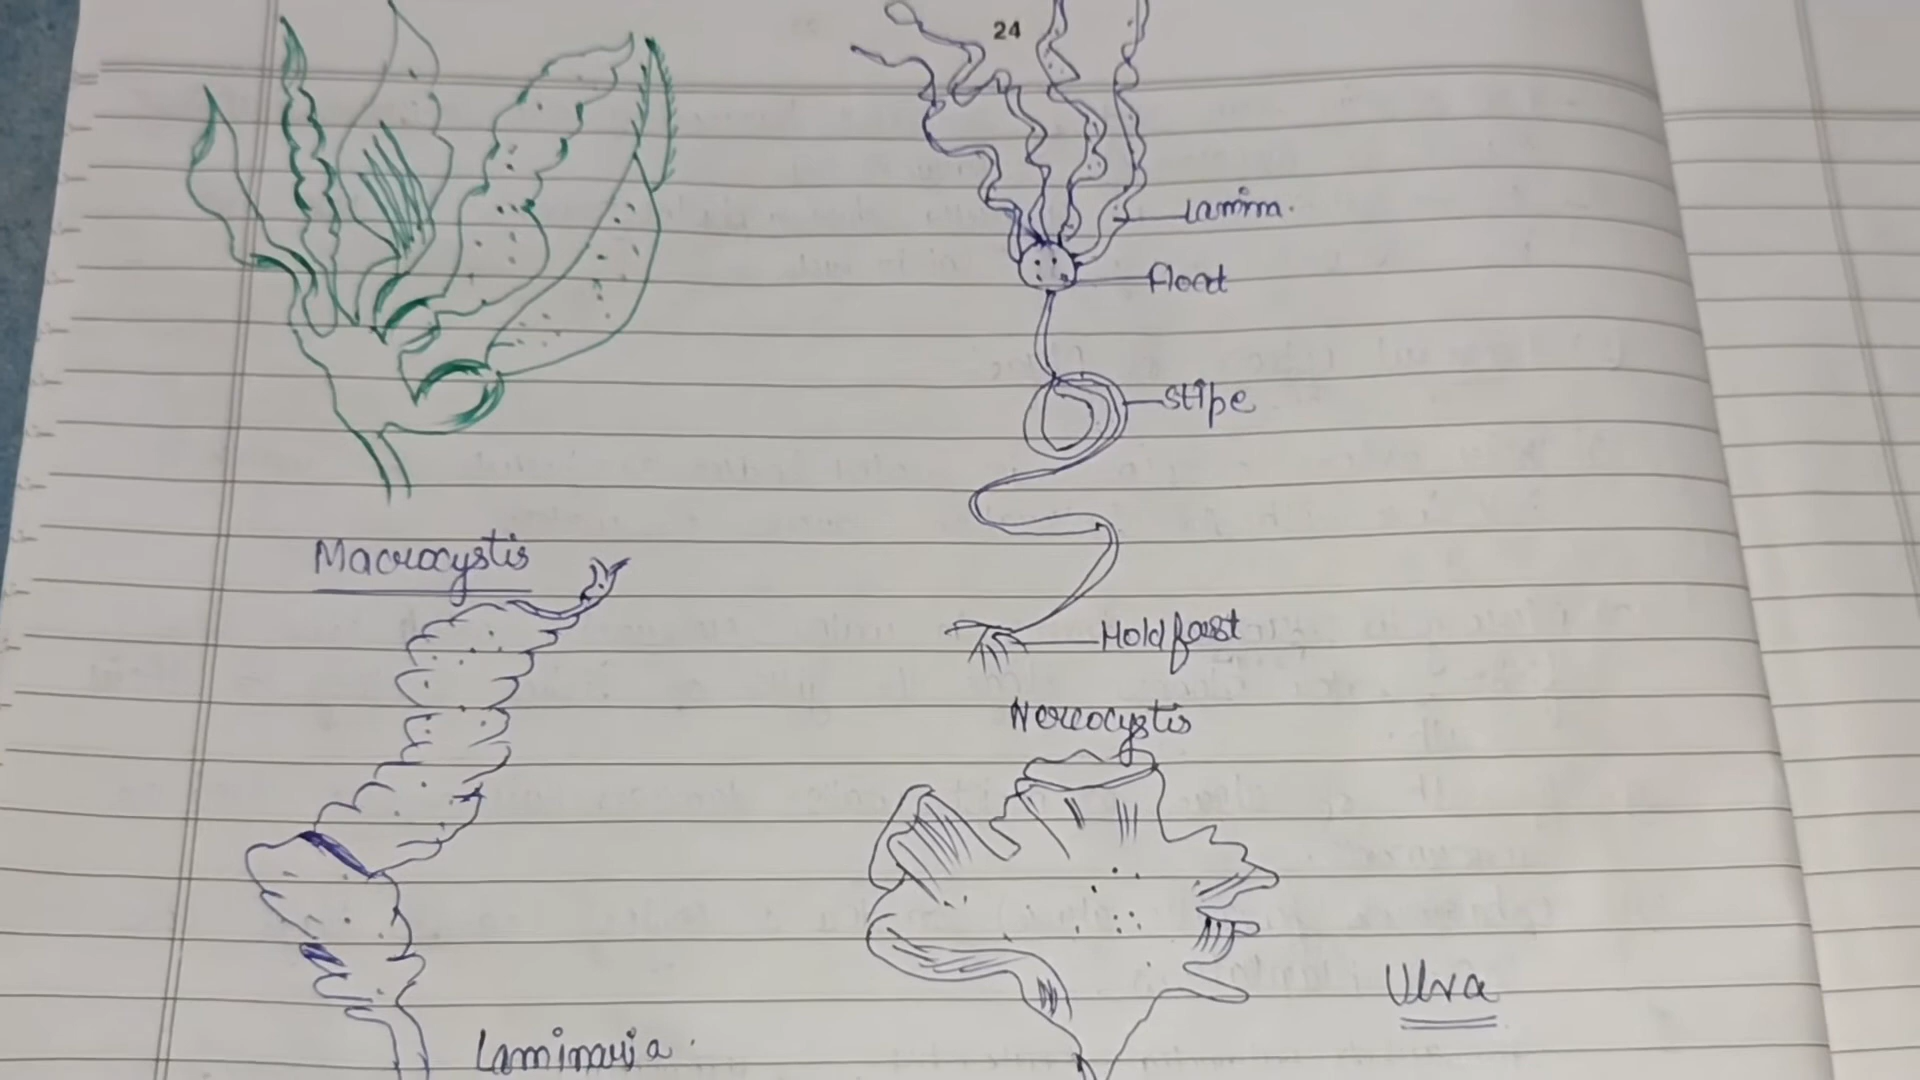 24
Lamina.
Float
Stipe
Macrocystis
Holdfast
Nereocystis
Ulva
Laminaria.